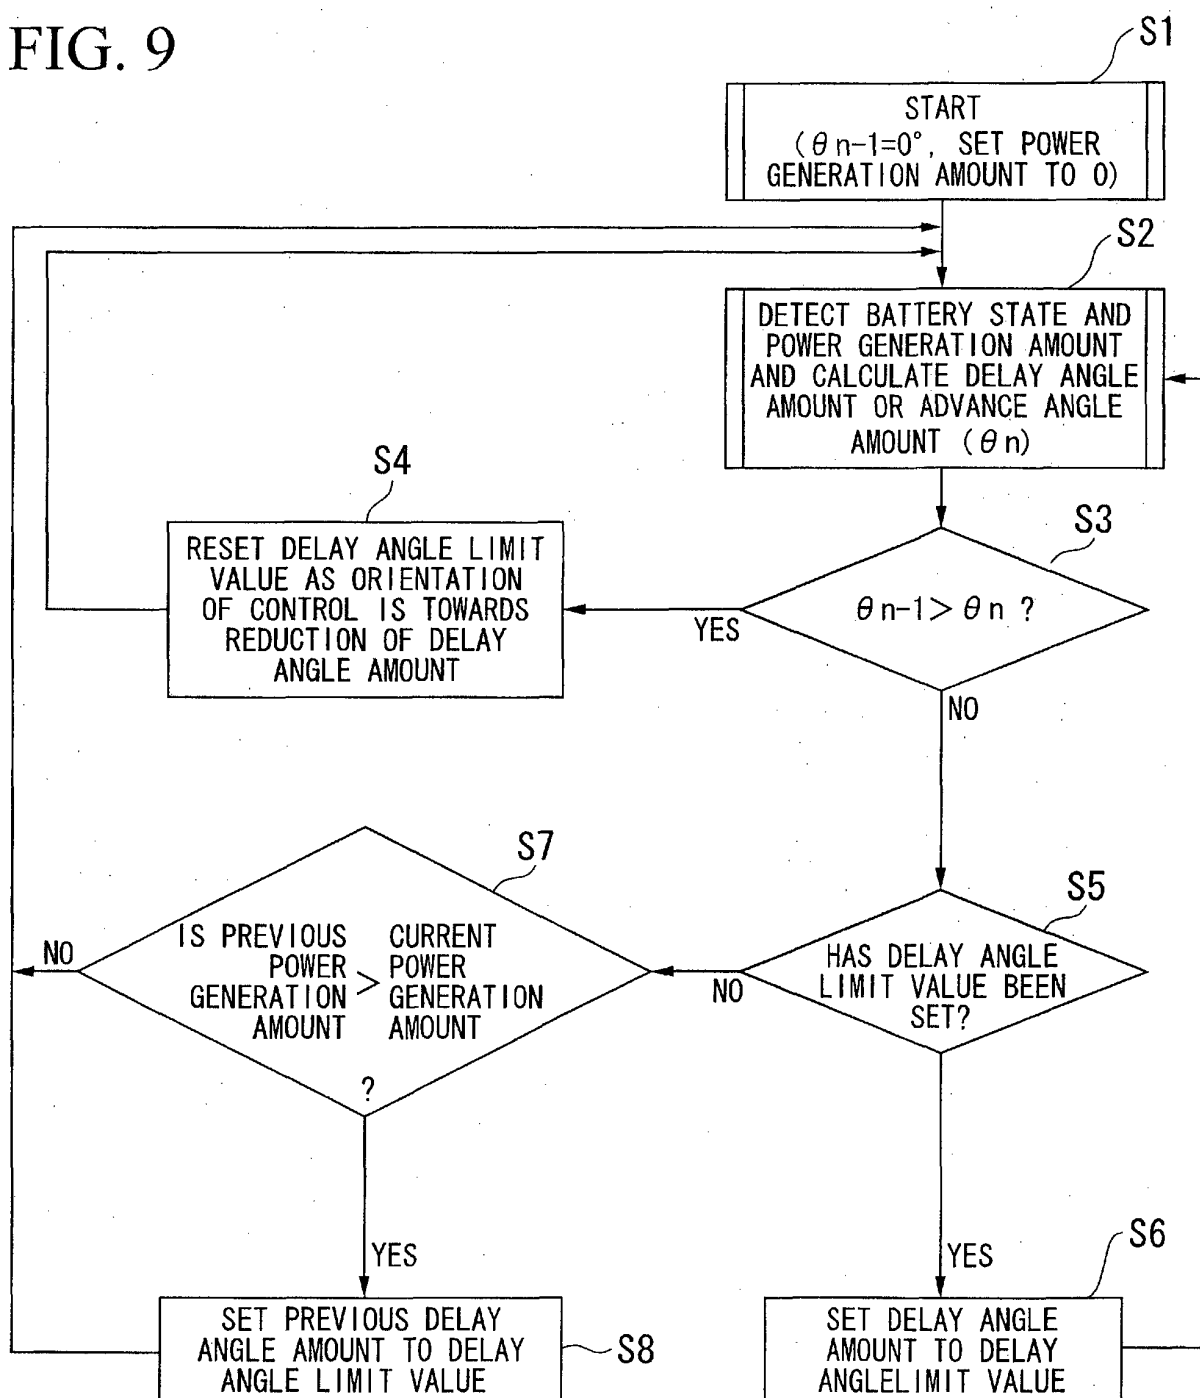 FIG. 9
S1
START
(θn-1=0°, SET POWER
GENERATION AMOUNT TO 0)
S2
DETECT BATTERY STATE AND
POWER GENERATION AMOUNT
AND CALCULATE DELAY ANGLE
AMOUNT OR ADVANCE ANGLE
AMOUNT (θn)
S4
RESET DELAY ANGLE LIMIT
VALUE AS ORIENTATION
OF CONTROL IS TOWARDS
REDUCTION OF DELAY
ANGLE AMOUNT
S3
θn-1>θn ?
YES
NO
S7
IS PREVIOUS
POWER
GENERATION
AMOUNT
>
CURRENT
POWER
GENERATION
AMOUNT
?
NO
YES
S5
HAS DELAY ANGLE
LIMIT VALUE BEEN
SET?
NO
YES
S8
SET PREVIOUS DELAY
ANGLE AMOUNT TO DELAY
ANGLE LIMIT VALUE
S6
SET DELAY ANGLE
AMOUNT TO DELAY
ANGLELIMIT VALUE